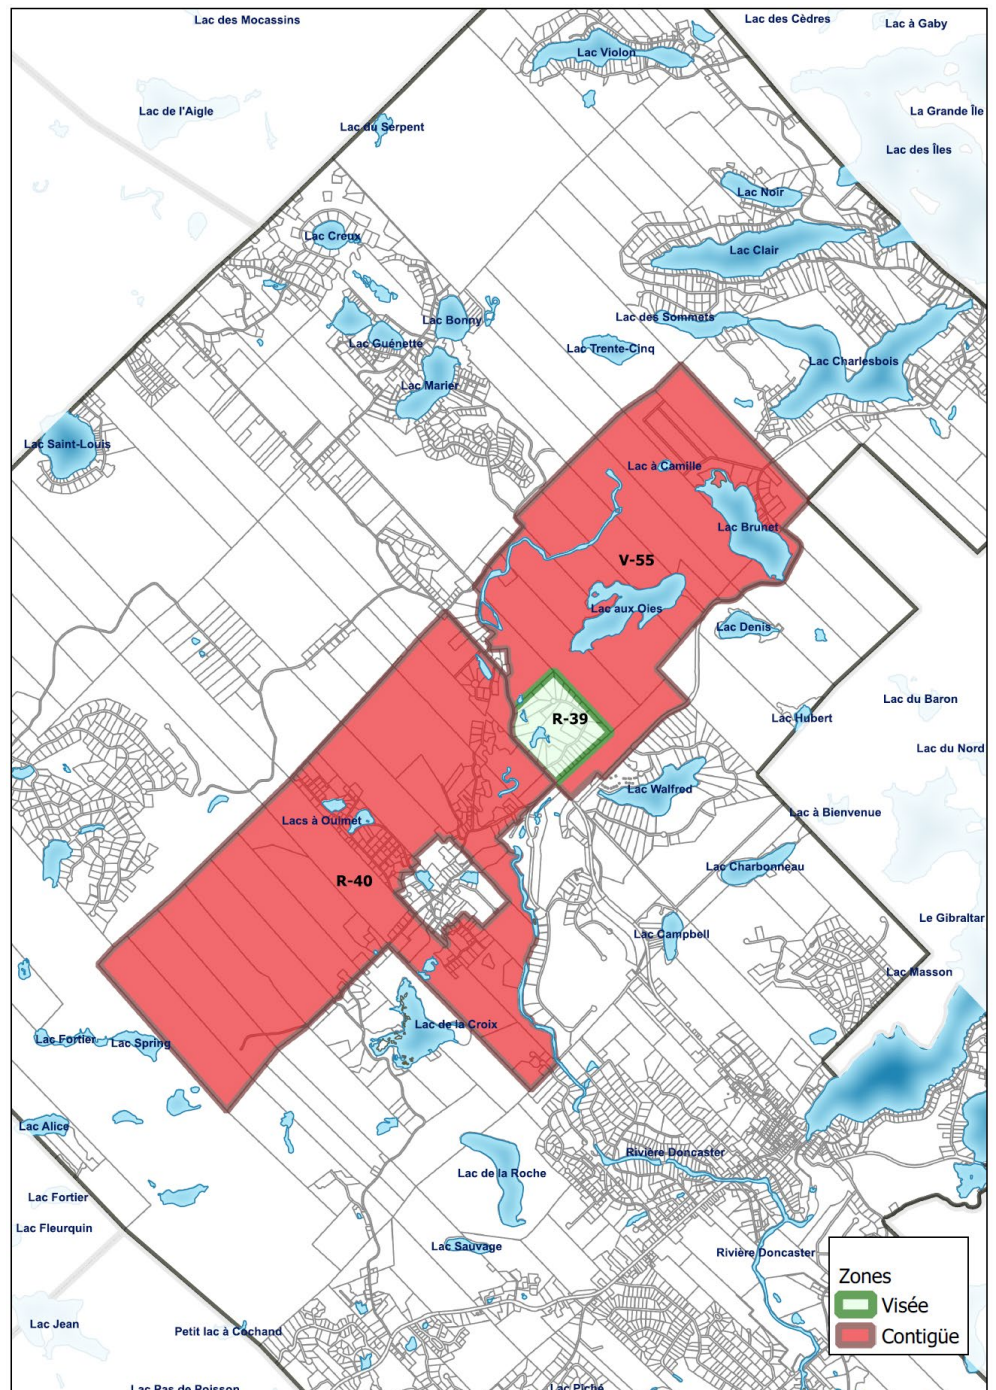 Lac des Mocassins
Lac des Cèdres
Lac à Gaby
Lac Violon
Lac de l'Aigle
La Grande Île
Lac du Serpent
Lac des Îles
Lac Noir
Lac Creux
Lac Clair
Lac Bonny
Lac des Sommets
Lac Guénette
Lac Trente-Cinq
Lac Charlesbois
Lac Marier
Lac Saint-Louis
Lac à Camille
Lac Brunet
V-55
Lac aux Oies
Lac Denis
Lac du Baron
R-39
Lac Hubert
Lac du Nord
Lac Walfred
Lac à Bienvenue
Lacs à Ouimet
Lac Charbonneau
R-40
Le Gibraltar
Lac Campbell
Lac Masson
Lac de la Croix
Lac Fortier
Lac Spring
Lac Alice
Rivière Doncaster
Lac de la Roche
Lac Fortier
Lac Fleurquin
Lac Sauvage
Rivière Doncaster
Zones
Visée
Contigüe
Lac Jean
Petit lac à Cochand
Lac Pas de Poisson
Lac Piché